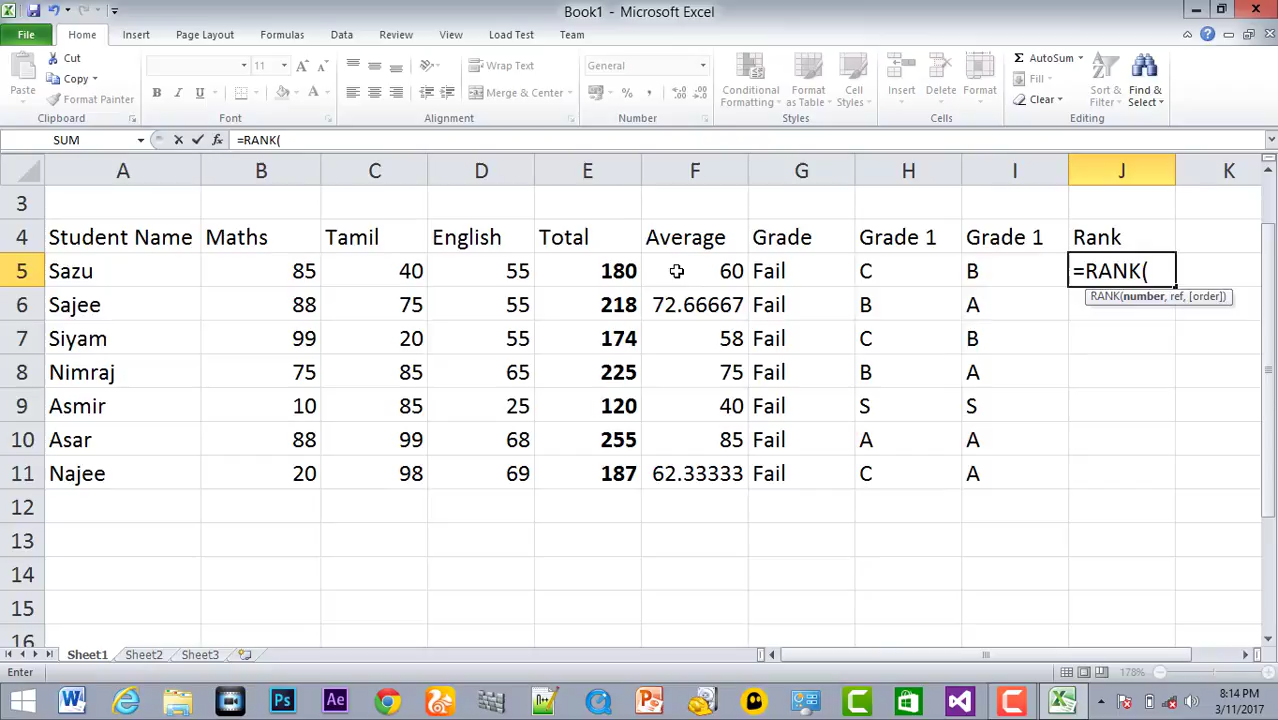 Book1 - Microsoft Excel
File Home Insert Page Layout Formulas Data Review View Load Test Team
Cut
Copy
Format Painter
Paste
Clipboard
11
A A
B I U
A
Font
Wrap Text
Merge & Center
Alignment
General
%
Number
Conditional Formatting
Format as Table
Cell Styles
Styles
Insert
Delete
Format
Cells
Σ AutoSum
Fill
Clear
Sort & Filter
Find & Select
Editing
SUM fx =RANK(
A B C D E F G H I J K
3
4 Student Name Maths Tamil English Total Average Grade Grade 1 Grade 1 Rank
5 Sazu 85 40 55 180 60 Fail C B =RANK(
RANK(number, ref, [order])
6 Sajee 88 75 55 218 72.66667 Fail B A
7 Siyam 99 20 55 174 58 Fail C B
8 Nimraj 75 85 65 225 75 Fail B A
9 Asmir 10 85 25 120 40 Fail S S
10 Asar 88 99 68 255 85 Fail A A
11 Najee 20 98 69 187 62.33333 Fail C A
12
13
14
15
16
Sheet1 Sheet2 Sheet3
Enter 178%
8:14 PM
3/11/2017